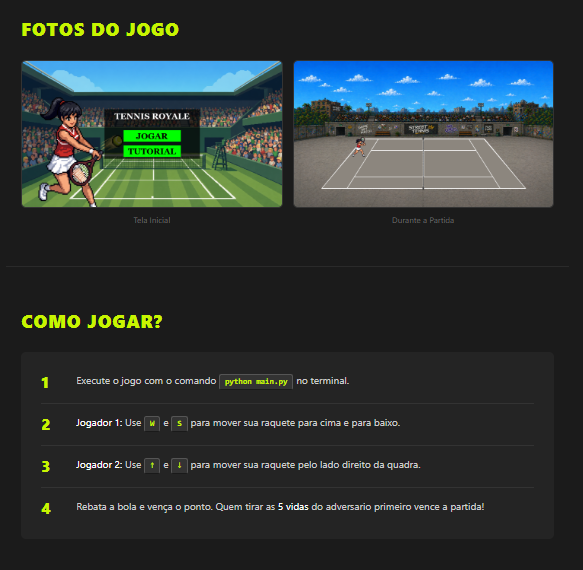 FOTOS DO JOGO
TENNIS ROYALE
JOGAR
TUTORIAL
STREET TENNIS
Tela Inicial
Durante a Partida
COMO JOGAR?
1 Execute o jogo com o comando python main.py no terminal.
2 Jogador 1: Use W e S para mover sua raquete para cima e para baixo.
3 Jogador 2: Use ↑ e ↓ para mover sua raquete pelo lado direito da quadra.
4 Rebata a bola e vença o ponto. Quem tirar as 5 vidas do adversario primeiro vence a partida!